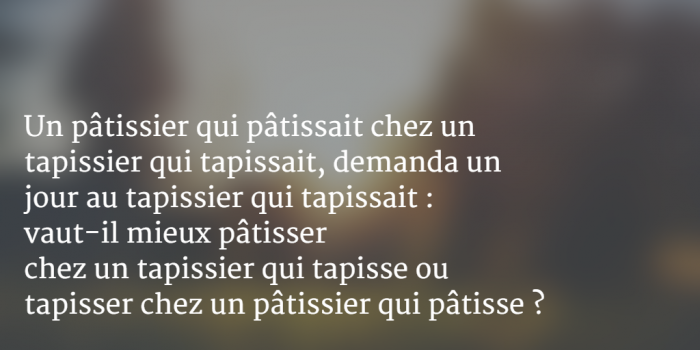 Un pâtissier qui pâtissait chez un
tapissier qui tapissait, demanda un
jour au tapissier qui tapissait :
vaut-il mieux pâtisser
chez un tapissier qui tapisse ou
tapisser chez un pâtissier qui pâtisse ?